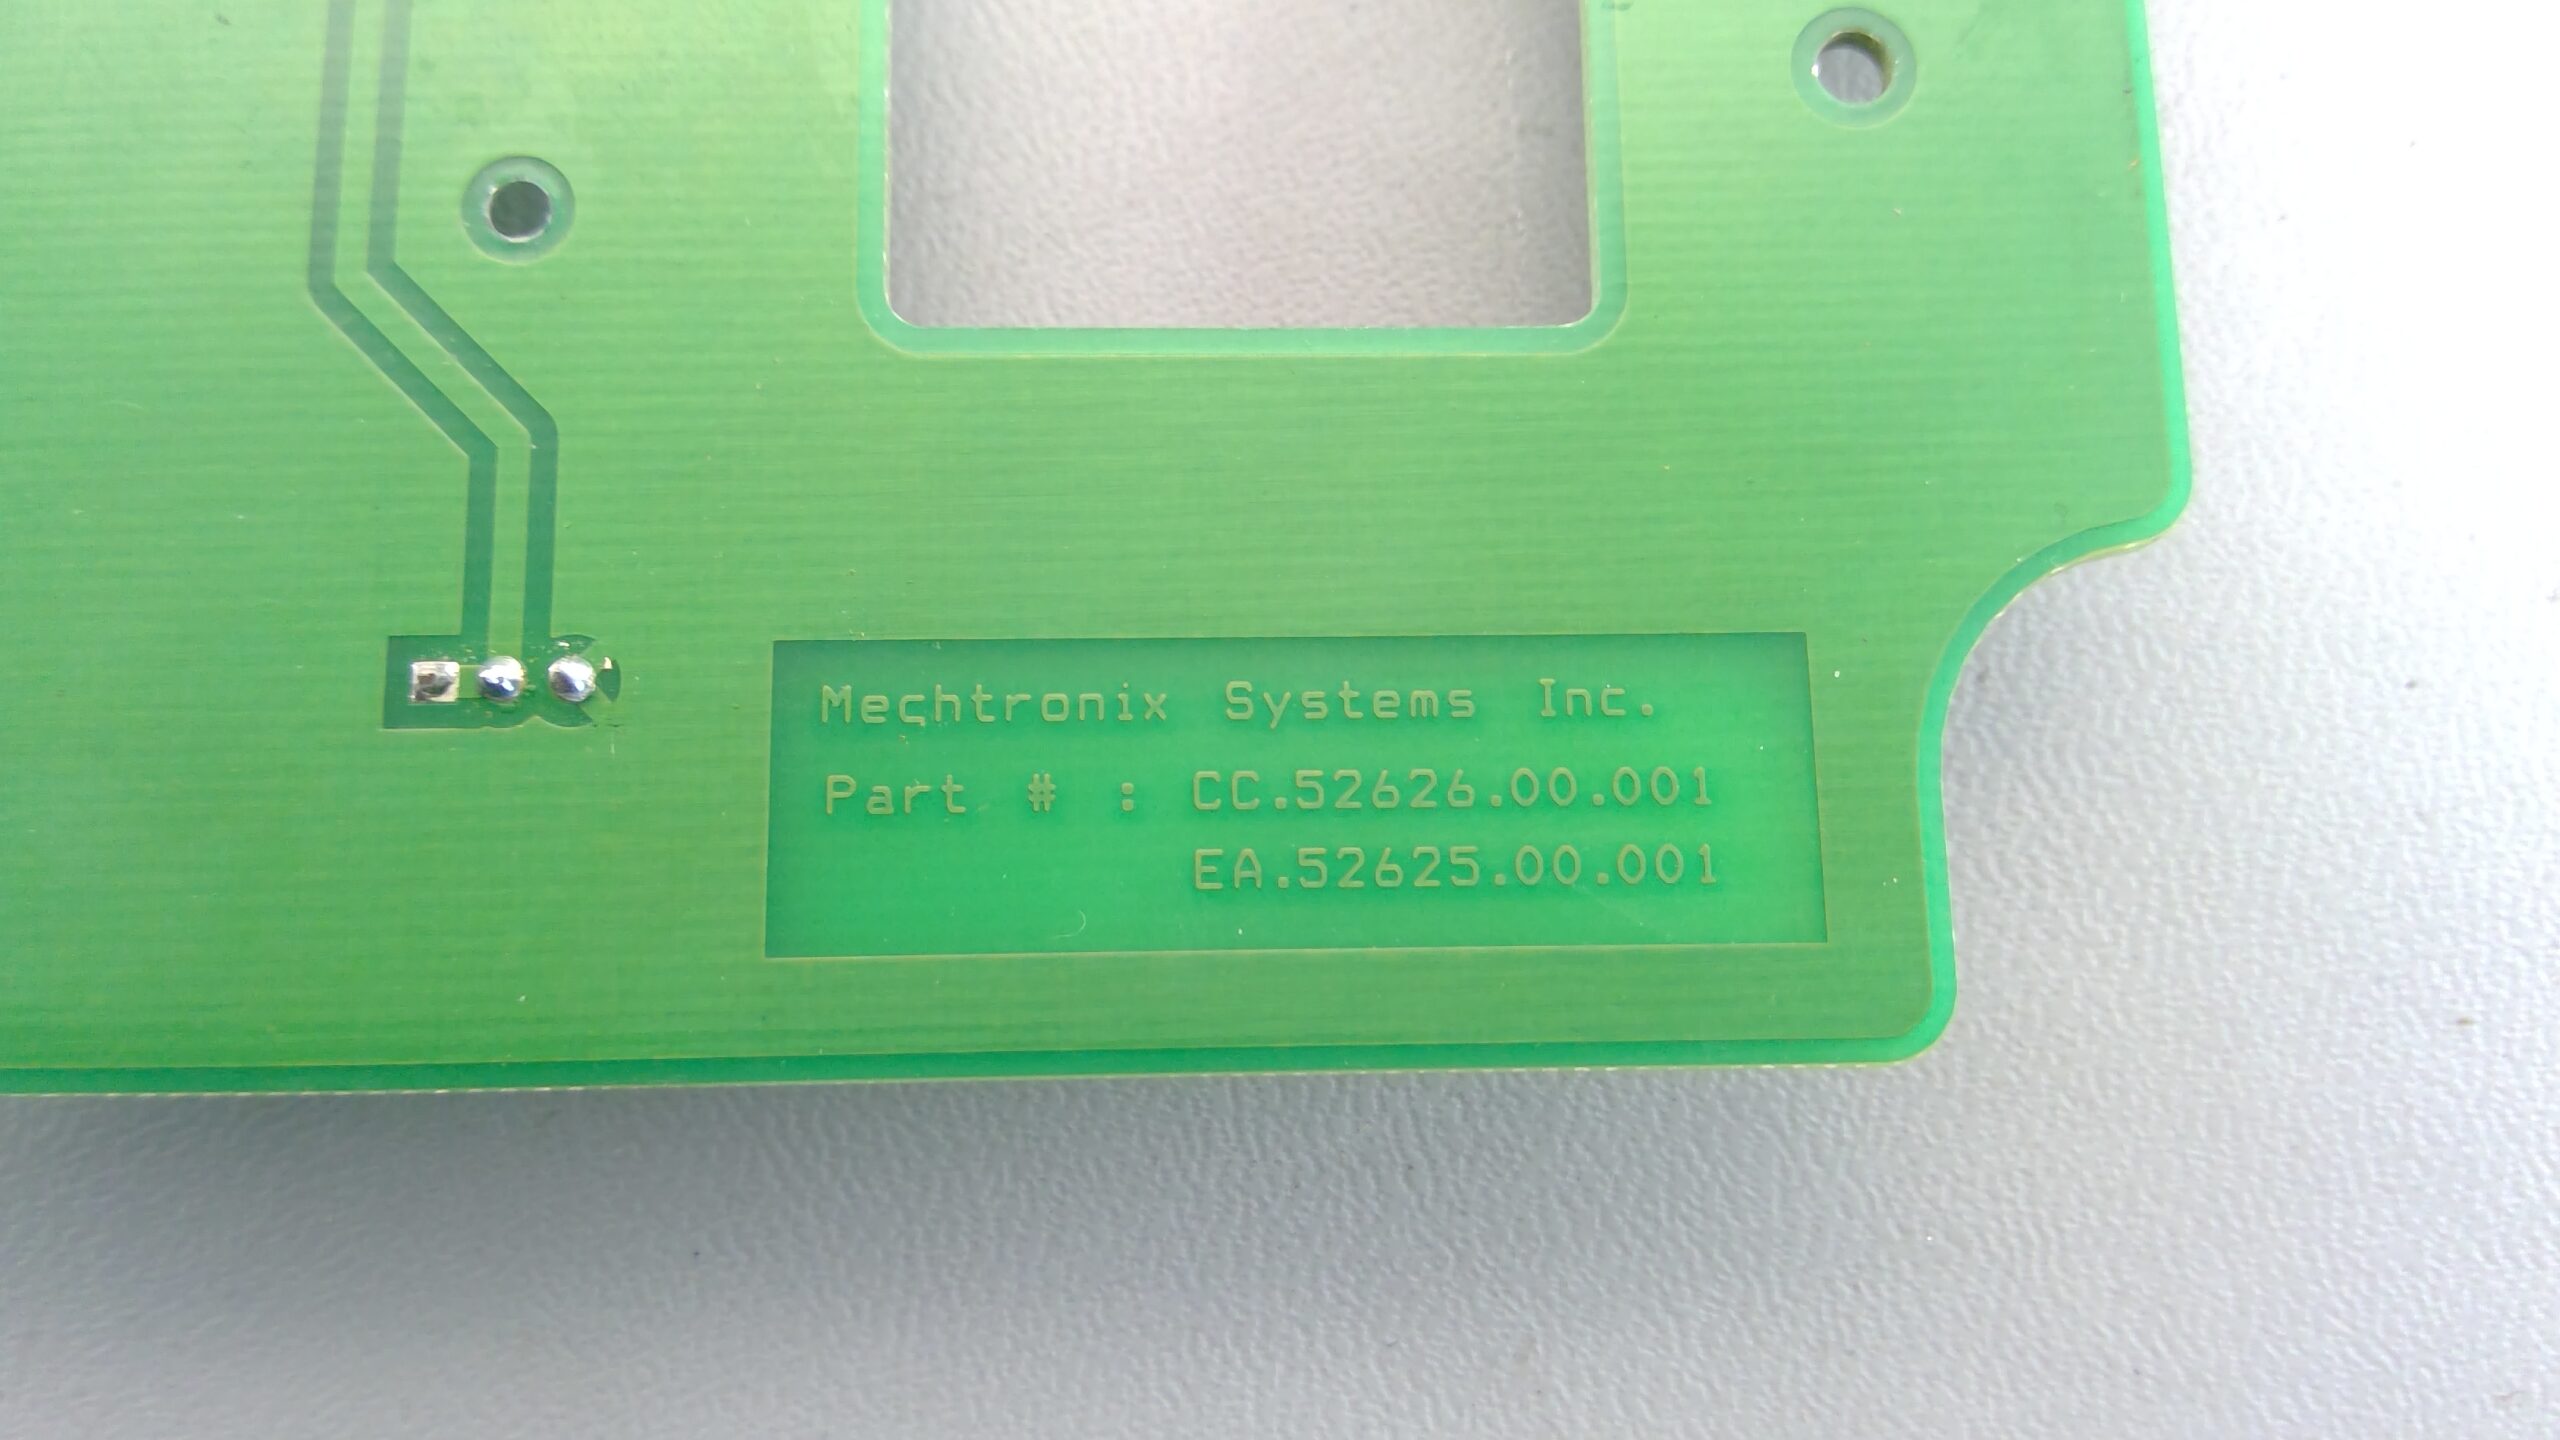 Mechtronix Systems Inc.
Part # : CC.52626.00.001
EA.52625.00.001